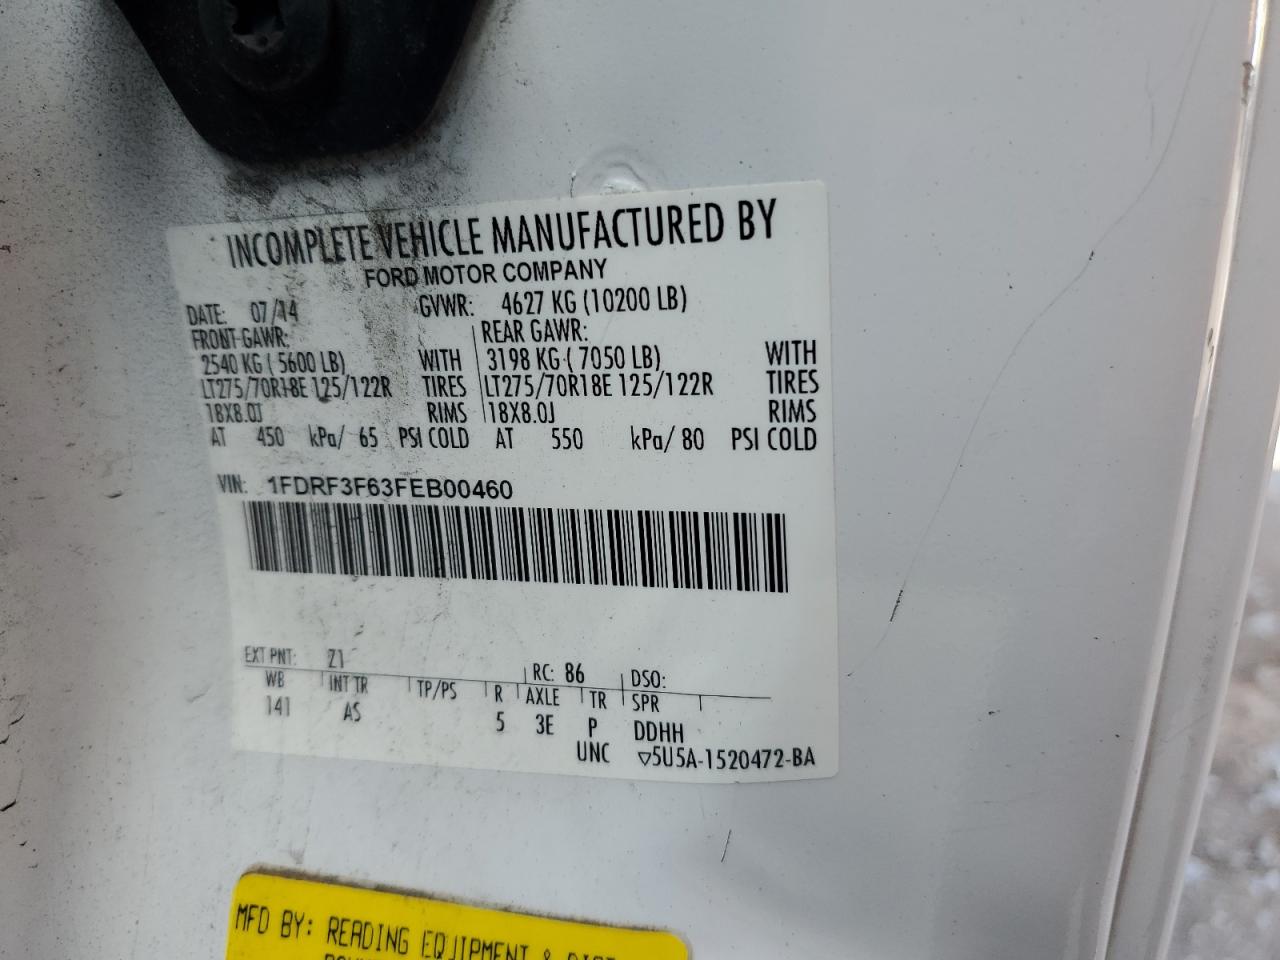 INCOMPLETE VEHICLE MANUFACTURED BY
FORD MOTOR COMPANY
DATE: 07/14 GVWR: 4627 KG (10200 LB)
FRONT GAWR: REAR GAWR:
2540 KG ( 5600 LB) WITH 3198 KG ( 7050 LB) WITH
LT275/70R18E 125/122R TIRES LT275/70R18E 125/122R TIRES
18X8.0J RIMS 18X8.0J RIMS
AT 450 kPa/ 65 PSI COLD AT 550 kPa/ 80 PSI COLD
VIN: 1FDRF3F63FEB00460
EXT PNT: Z1 RC: 86 DSO:
WB INT TR TP/PS R AXLE TR SPR
141 AS 5 3E P DDHH
UNC ▽5U5A-1520472-BA
MFD BY: READING EQUIPMENT &